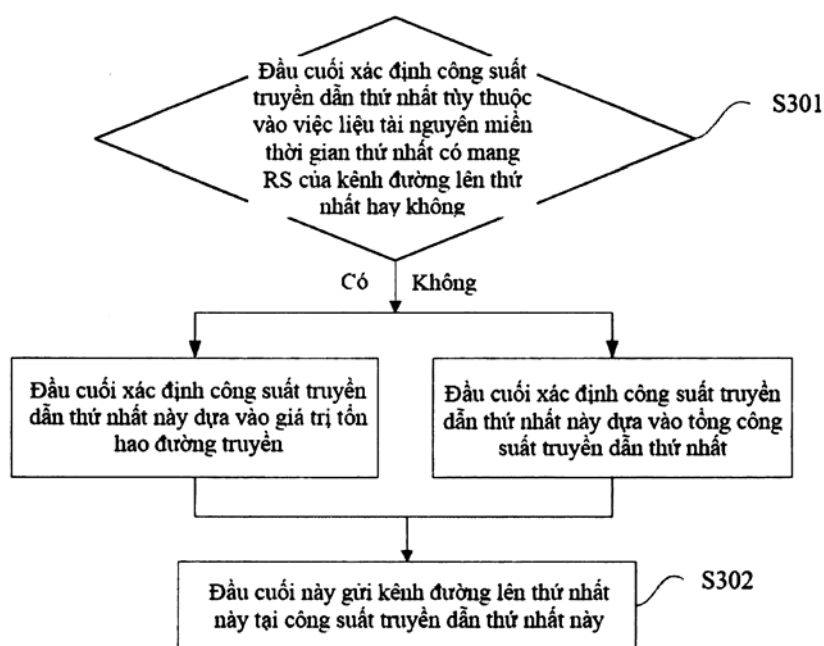 Đầu cuối xác định công suất
truyền dẫn thứ nhất tùy thuộc
vào việc liệu tài nguyên miền
thời gian thứ nhất có mang
RS của kênh đường lên thứ
nhất hay không
S301
Có Không
Đầu cuối xác định công suất truyền
dẫn thứ nhất này dựa vào giá trị tổn
hao đường truyền
Đầu cuối xác định công suất truyền
dẫn thứ nhất này dựa vào tổng công
suất truyền dẫn thứ nhất
Đầu cuối này gửi kênh đường lên thứ nhất
này tại công suất truyền dẫn thứ nhất này
S302